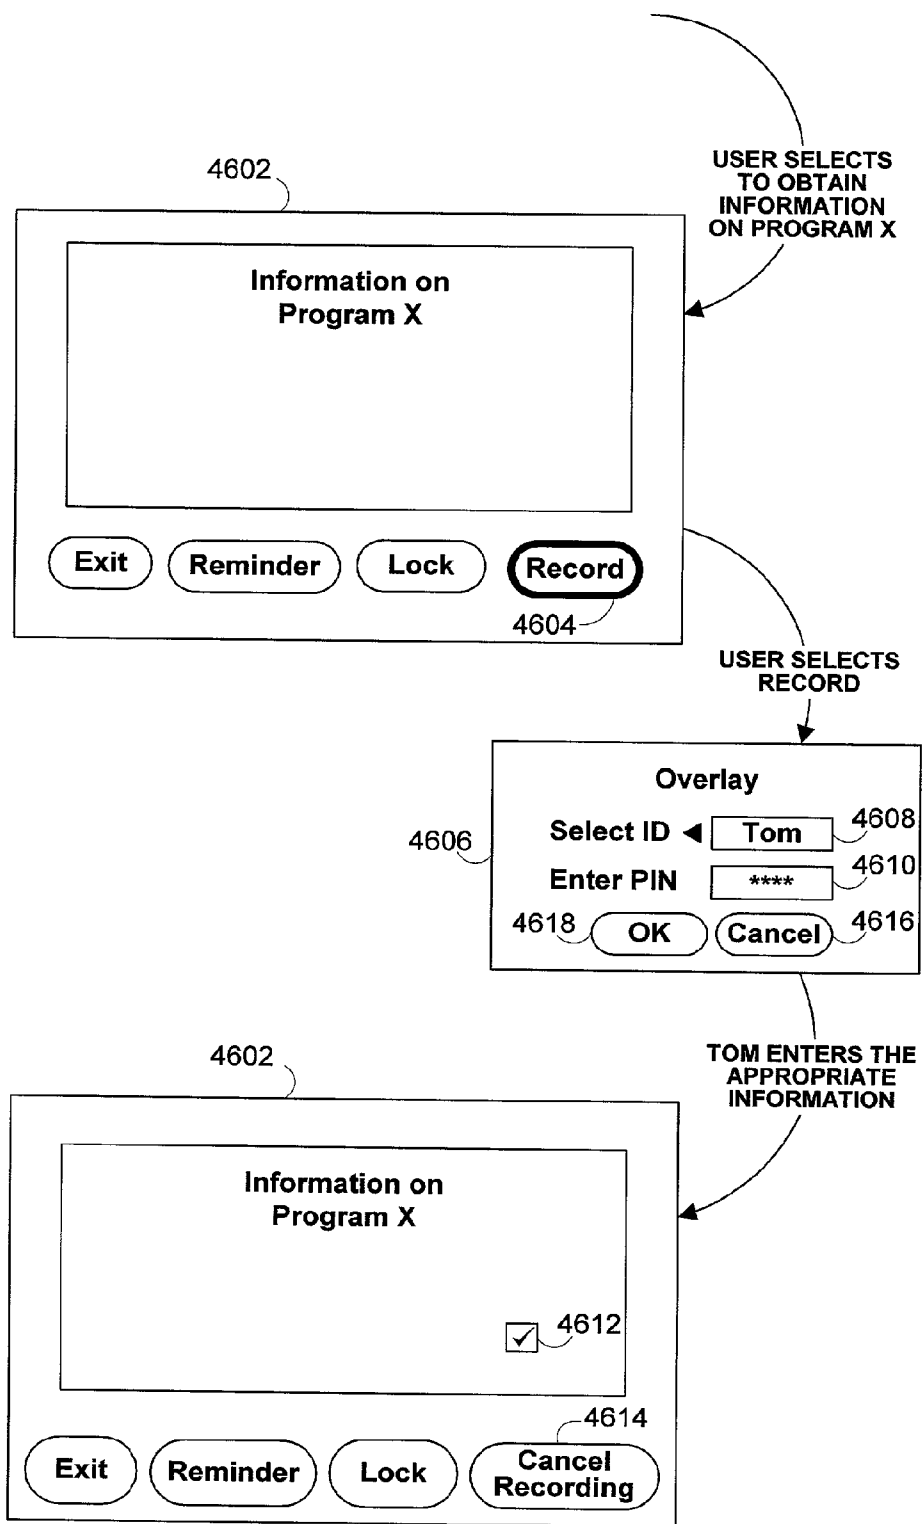 USER SELECTS
TO OBTAIN
INFORMATION
ON PROGRAM X
4602
Information on
Program X
Exit Reminder Lock Record
4604
USER SELECTS
RECORD
Overlay
4606
Select ID Tom 4608
Enter PIN **** 4610
4618 OK Cancel 4616
TOM ENTERS THE
APPROPRIATE
INFORMATION
4602
Information on
Program X
4612
4614
Exit Reminder Lock Cancel
Recording